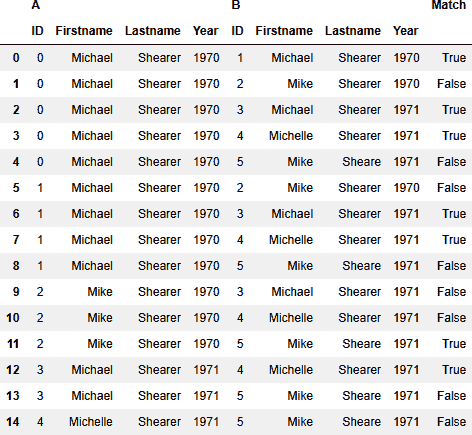 A B Match
ID Firstname Lastname Year ID Firstname Lastname Year
0 0 Michael Shearer 1970 1 Michael Shearer 1970 True
1 0 Michael Shearer 1970 2 Mike Shearer 1970 False
2 0 Michael Shearer 1970 3 Michael Shearer 1971 True
3 0 Michael Shearer 1970 4 Michelle Shearer 1971 True
4 0 Michael Shearer 1970 5 Mike Sheare 1971 False
5 1 Michael Shearer 1970 2 Mike Shearer 1970 False
6 1 Michael Shearer 1970 3 Michael Shearer 1971 True
7 1 Michael Shearer 1970 4 Michelle Shearer 1971 True
8 1 Michael Shearer 1970 5 Mike Sheare 1971 False
9 2 Mike Shearer 1970 3 Michael Shearer 1971 False
10 2 Mike Shearer 1970 4 Michelle Shearer 1971 False
11 2 Mike Shearer 1970 5 Mike Sheare 1971 True
12 3 Michael Shearer 1971 4 Michelle Shearer 1971 True
13 3 Michael Shearer 1971 5 Mike Sheare 1971 False
14 4 Michelle Shearer 1971 5 Mike Sheare 1971 False